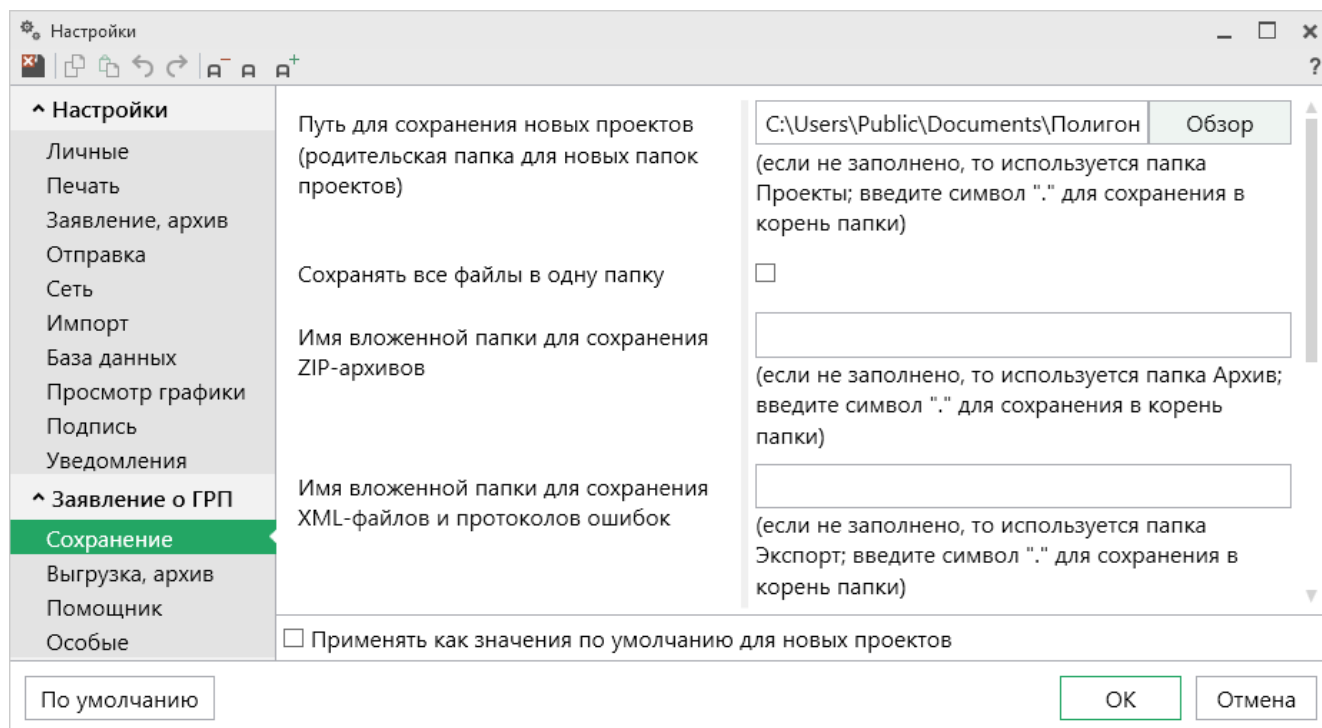 Настройки
?
Настройки
Личные
Печать
Заявление, архив
Отправка
Сеть
Импорт
База данных
Просмотр графики
Подпись
Уведомления
Заявление о ГРП
Сохранение
Выгрузка, архив
Помощник
Особые
Путь для сохранения новых проектов
(родительская папка для новых папок
проектов)
C:\Users\Public\Documents\Полигон
Обзор
(если не заполнено, то используется папка
Проекты; введите символ "." для сохранения в
корень папки)
Сохранять все файлы в одну папку
Имя вложенной папки для сохранения
ZIP-архивов
(если не заполнено, то используется папка Архив;
введите символ "." для сохранения в корень
папки)
Имя вложенной папки для сохранения
XML-файлов и протоколов ошибок
(если не заполнено, то используется папка
Экспорт; введите символ "." для сохранения в
корень папки)
Применять как значения по умолчанию для новых проектов
По умолчанию
ОК
Отмена